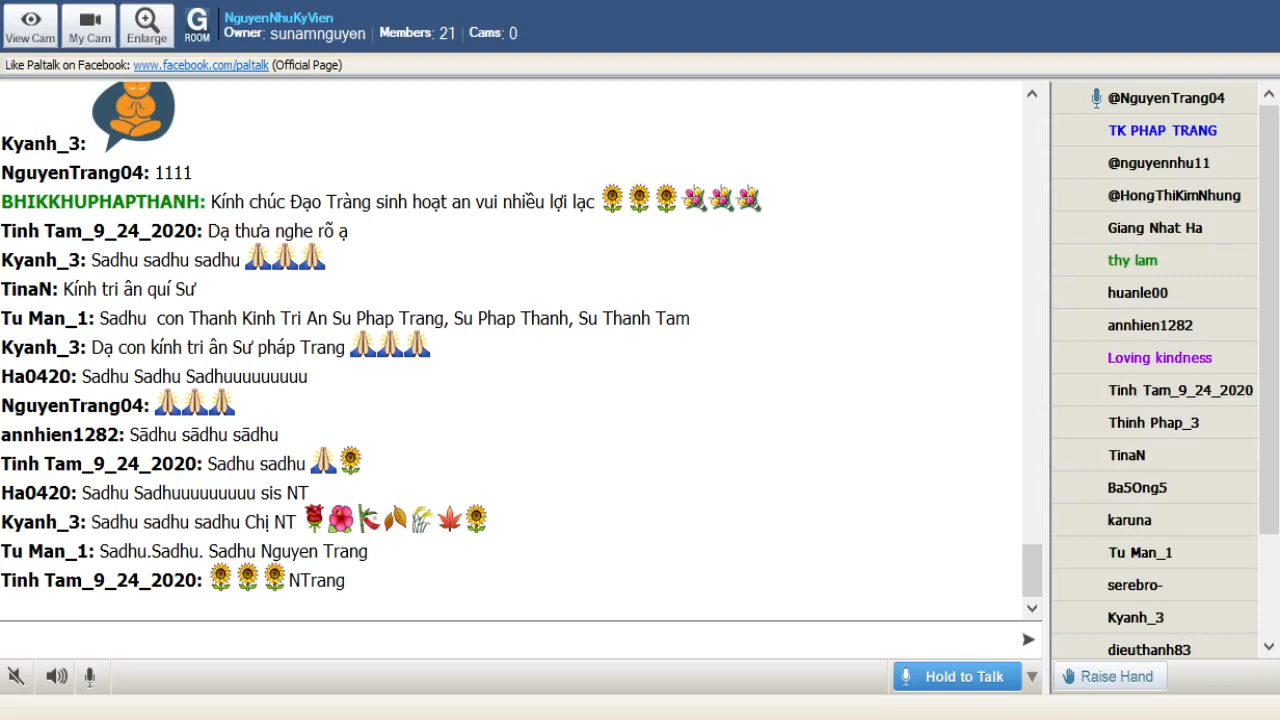 View Cam
My Cam
Enlarge
G
ROOM
NguyenNhuKyVien
Owner: sunamnguyen | Members: 21 | Cams: 0
Like Paltalk on Facebook: www.facebook.com/paltalk (Official Page)
Kyanh_3:
NguyenTrang04: 1111
BHIKKHUPHAPTHANH: Kính chúc Đạo Tràng sinh hoạt an vui nhiều lợi lạc
Tinh Tam_9_24_2020: Dạ thưa nghe rõ ạ
Kyanh_3: Sadhu sadhu sadhu
TinaN: Kính tri ân quí Sư
Tu Man_1: Sadhu  con Thanh Kinh Tri An Su Phap Trang, Su Phap Thanh, Su Thanh Tam
Kyanh_3: Dạ con kính tri ân Sư pháp Trang
Ha0420: Sadhu Sadhu Sadhuuuuuuuuu
NguyenTrang04:
annhien1282: Sādhu sādhu sādhu
Tinh Tam_9_24_2020: Sadhu sadhu
Ha0420: Sadhu Sadhuuuuuuuuu sis NT
Kyanh_3: Sadhu sadhu sadhu Chị NT
Tu Man_1: Sadhu.Sadhu. Sadhu Nguyen Trang
Tinh Tam_9_24_2020: NTrang
@NguyenTrang04
TK PHAP TRANG
@nguyennhu11
@HongThiKimNhung
Giang Nhat Ha
thy lam
huanle00
annhien1282
Loving kindness
Tinh Tam_9_24_2020
Thinh Phap_3
TinaN
Ba5Ong5
karuna
Tu Man_1
serebro-
Kyanh_3
dieuthanh83
Hold to Talk
Raise Hand